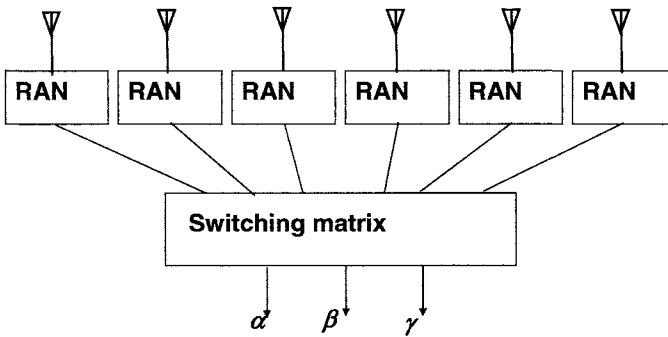 RAN RAN RAN RAN RAN RAN
Switching matrix
α β γ